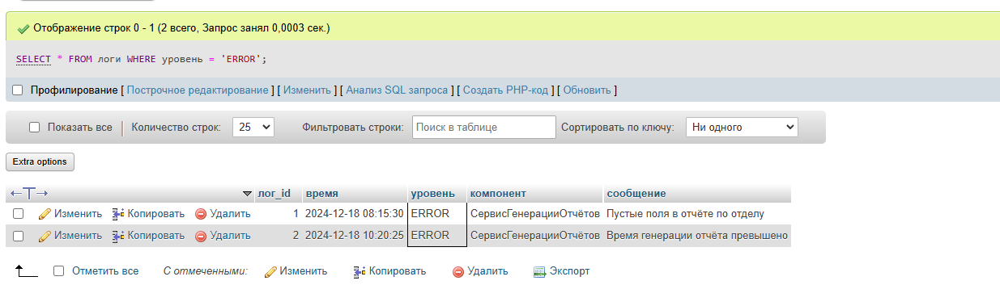 Отображение строк 0 - 1 (2 всего, Запрос занял 0,0003 сек.)
SELECT * FROM логи WHERE уровень = 'ERROR';
Профилирование [ Построчное редактирование ] [ Изменить ] [ Анализ SQL запроса ] [ Создать PHP-код ] [ Обновить ]
Показать все Количество строк: 25 Фильтровать строки: Поиск в таблице Сортировать по ключу: Ни одного
Extra options
лог_id время уровень компонент сообщение
Изменить Копировать Удалить 1 2024-12-18 08:15:30 ERROR СервисГенерацииОтчётов Пустые поля в отчёте по отделу
Изменить Копировать Удалить 2 2024-12-18 10:20:25 ERROR СервисГенерацииОтчётов Время генерации отчёта превышено
Отметить все С отмеченными: Изменить Копировать Удалить Экспорт